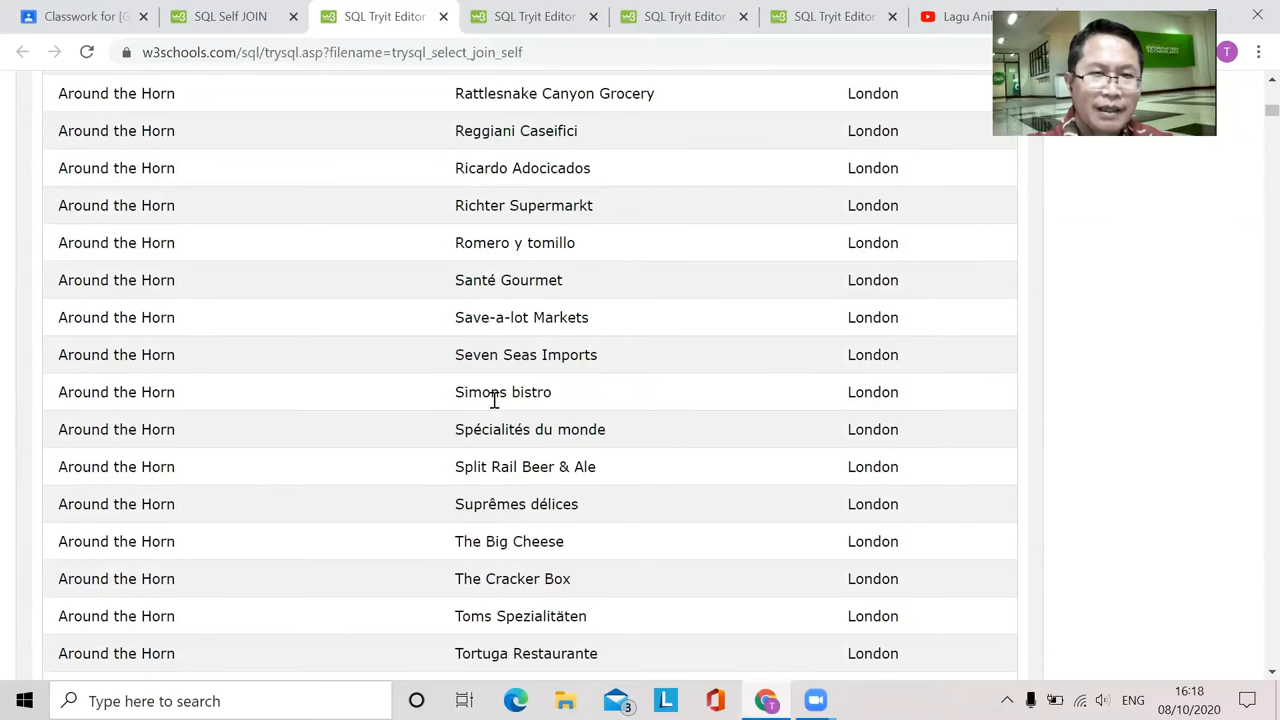 Classwork for [G
SQL Self JOIN
SQL Tryit Editor
SQL Tryit Editor
SQL Tryit Editor
SQL Tryit Editor
Lagu Anim
w3schools.com/sql/trysql.asp?filename=trysql_select_join_self
T
Around the Horn Rattlesnake Canyon Grocery London
Around the Horn Reggiani Caseifici London
Around the Horn Ricardo Adocicados London
Around the Horn Richter Supermarkt London
Around the Horn Romero y tomillo London
Around the Horn Santé Gourmet London
Around the Horn Save-a-lot Markets London
Around the Horn Seven Seas Imports London
Around the Horn Simons bistro London
Around the Horn Spécialités du monde London
Around the Horn Split Rail Beer & Ale London
Around the Horn Suprêmes délices London
Around the Horn The Big Cheese London
Around the Horn The Cracker Box London
Around the Horn Toms Spezialitäten London
Around the Horn Tortuga Restaurante London
Type here to search
3
ENG
16:18
08/10/2020